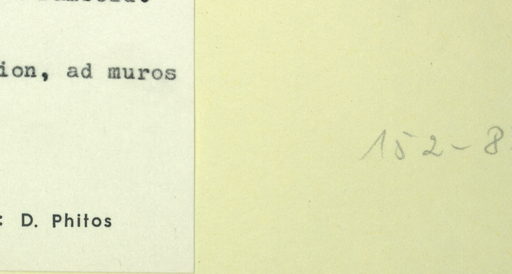 ion, ad muros
152-8
: D. Phitos